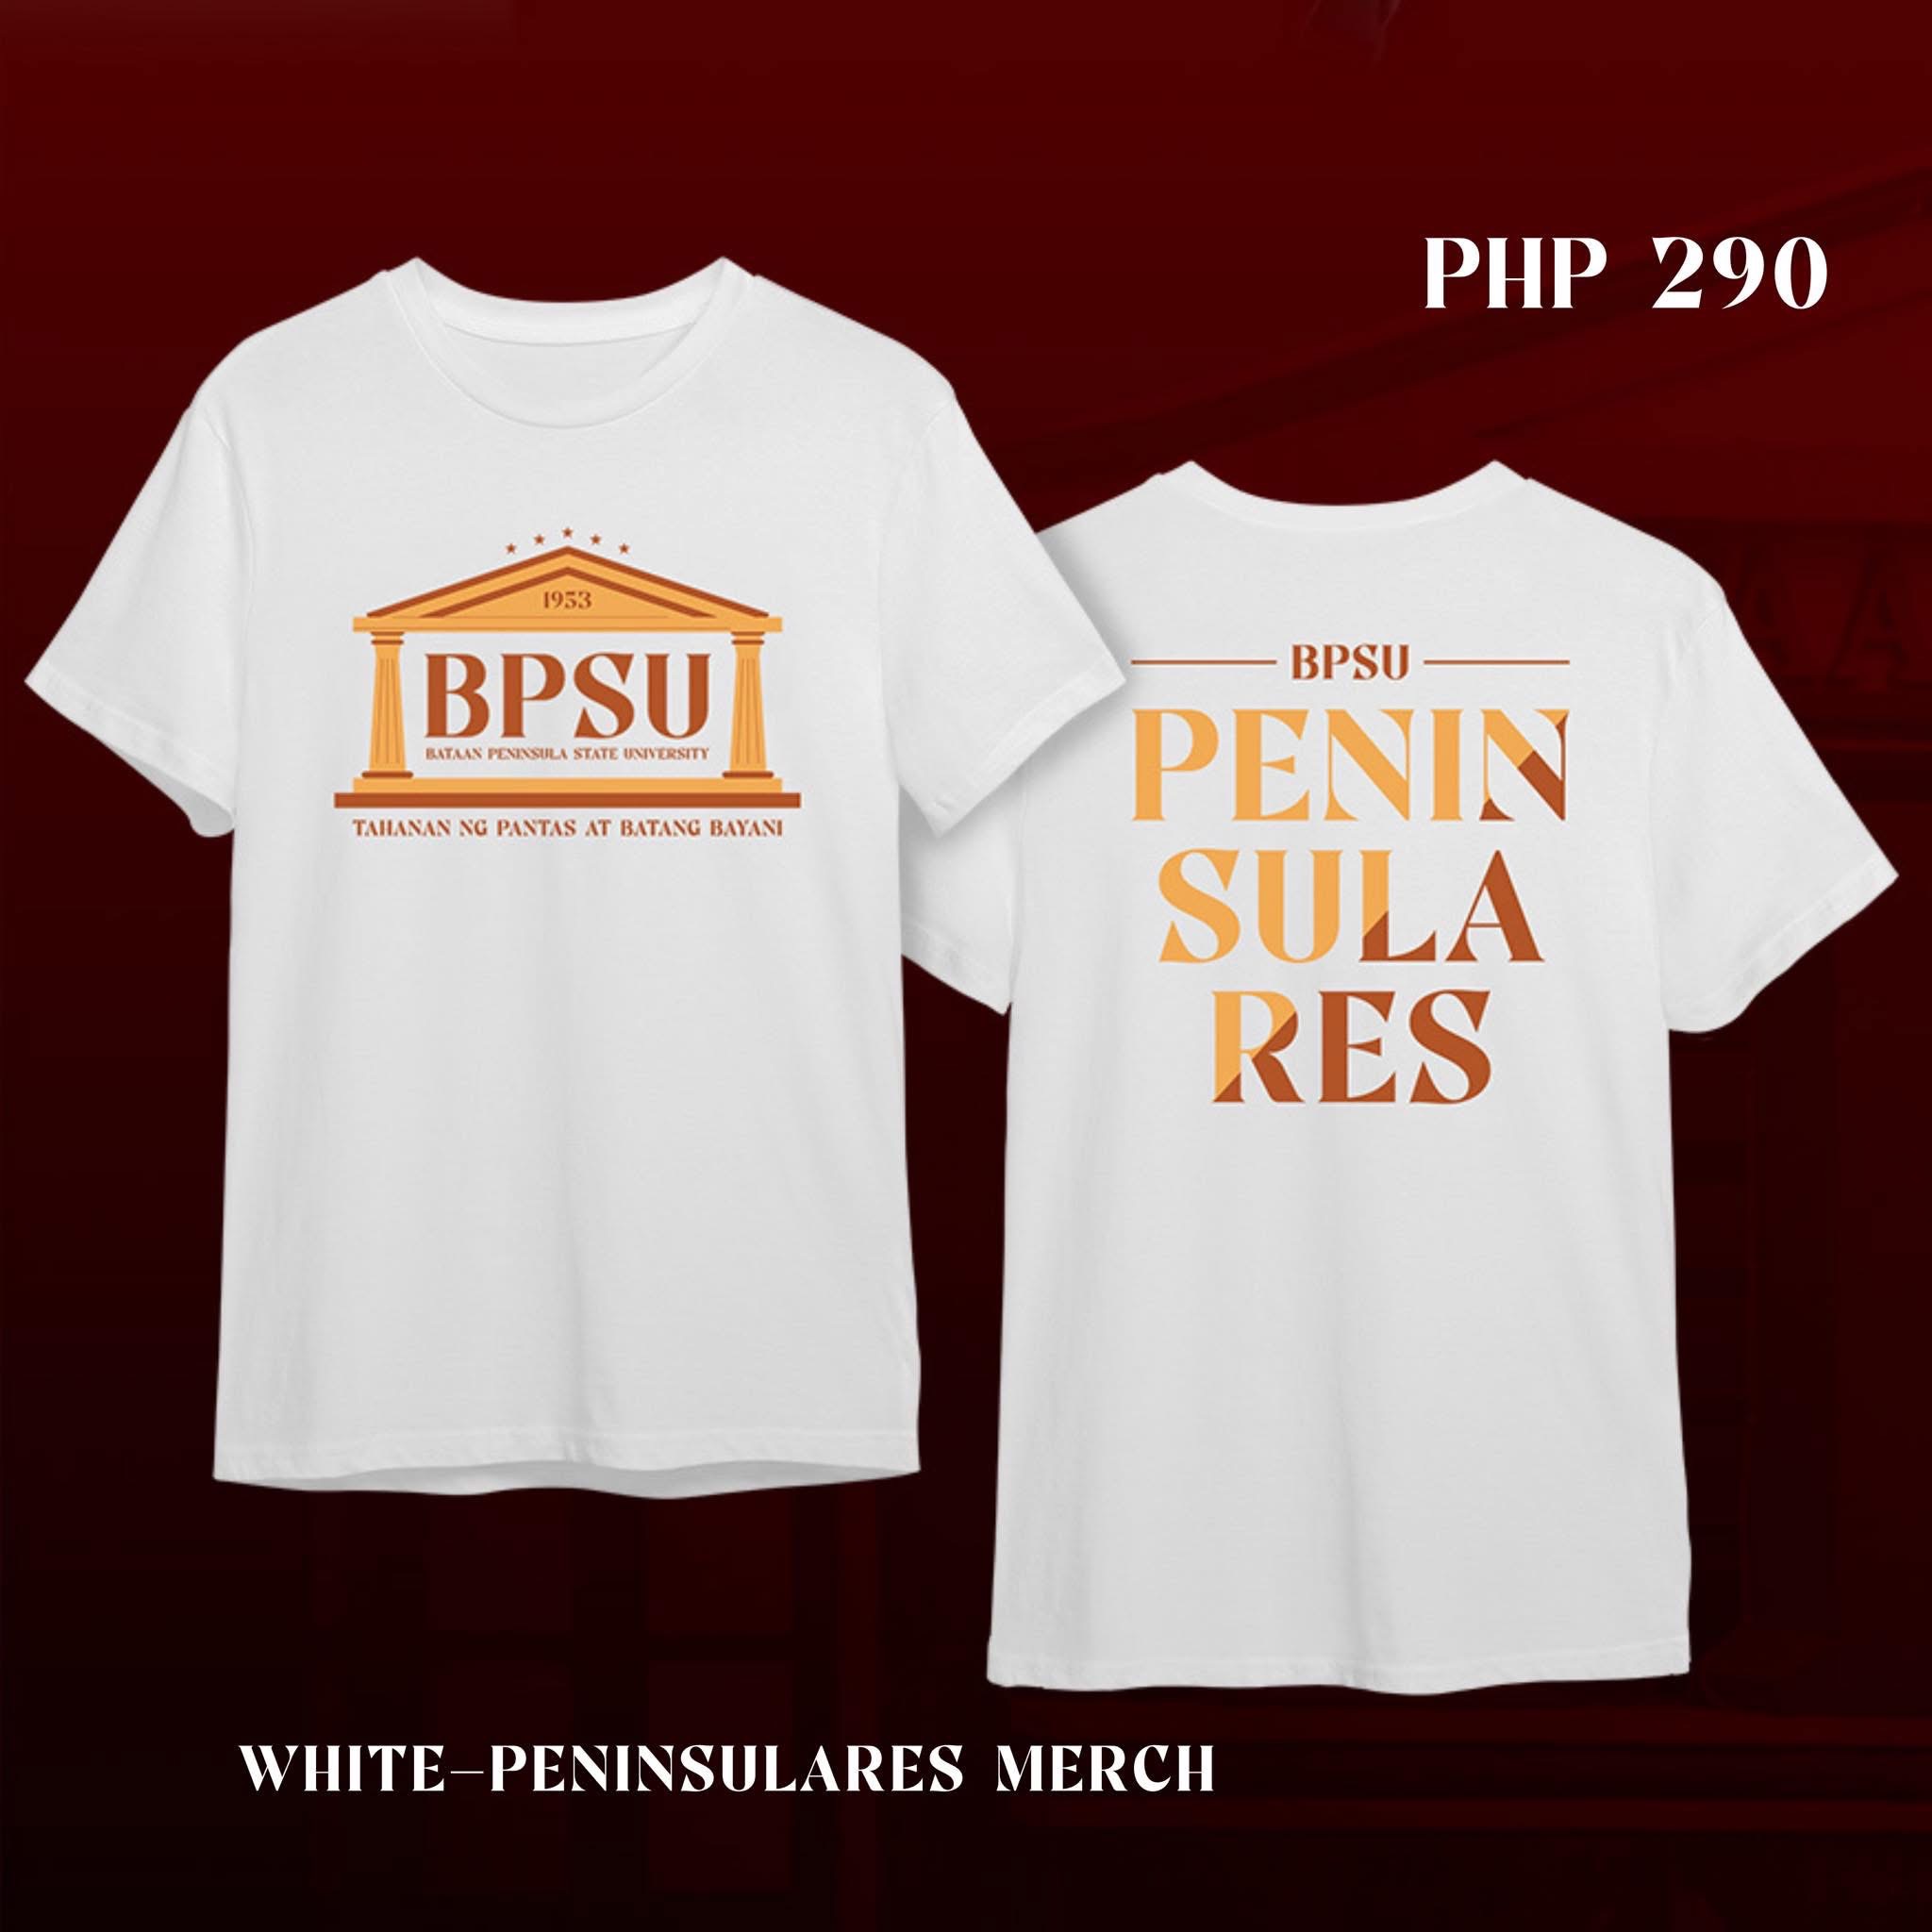 PHP 290
1953
BPSU
BATAAN PENINSULA STATE UNIVERSITY
TAHANAN NG PANTAS AT BATANG BAYANI
BPSU
PENIN
SULA
RES
WHITE-PENINSULARES MERCH